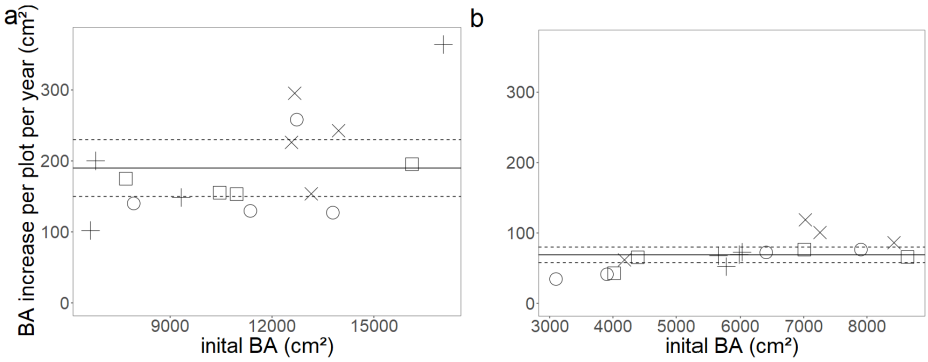 a
BA increase per plot per year (cm²)
300
200
100
0
9000 12000 15000
inital BA (cm²)
b
300
200
100
0
3000 4000 5000 6000 7000 8000
inital BA (cm²)